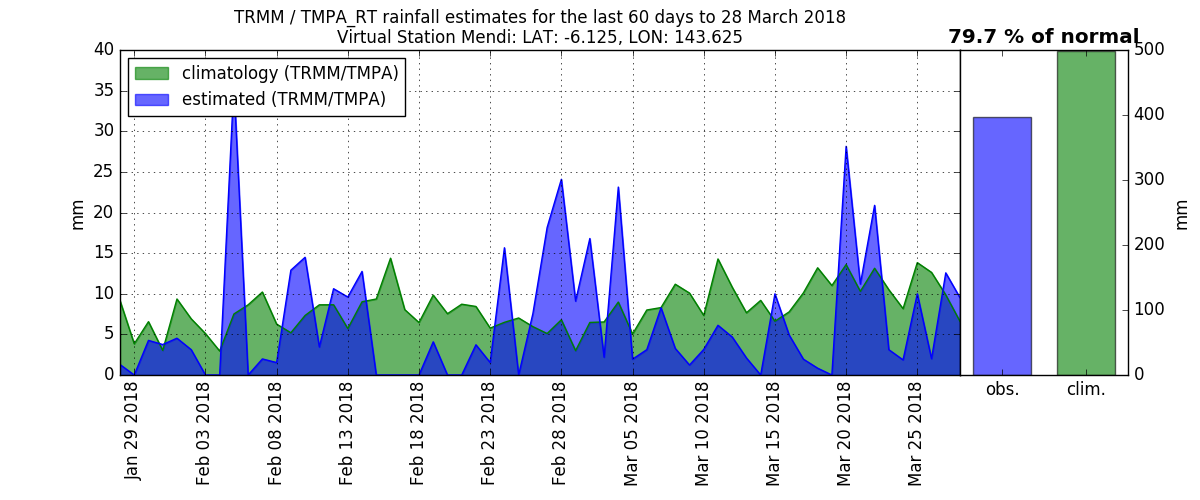 TRMM / TMPA_RT rainfall estimates for the last 60 days to 28 March 2018
Virtual Station Mendi: LAT: -6.125, LON: 143.625
79.7 % of normal
climatology (TRMM/TMPA)
estimated (TRMM/TMPA)
mm
40
35
30
25
20
15
10
5
0
Jan 29 2018
Feb 03 2018
Feb 08 2018
Feb 13 2018
Feb 18 2018
Feb 23 2018
Feb 28 2018
Mar 05 2018
Mar 10 2018
Mar 15 2018
Mar 20 2018
Mar 25 2018
obs.
clim.
500
400
300
200
100
0
mm